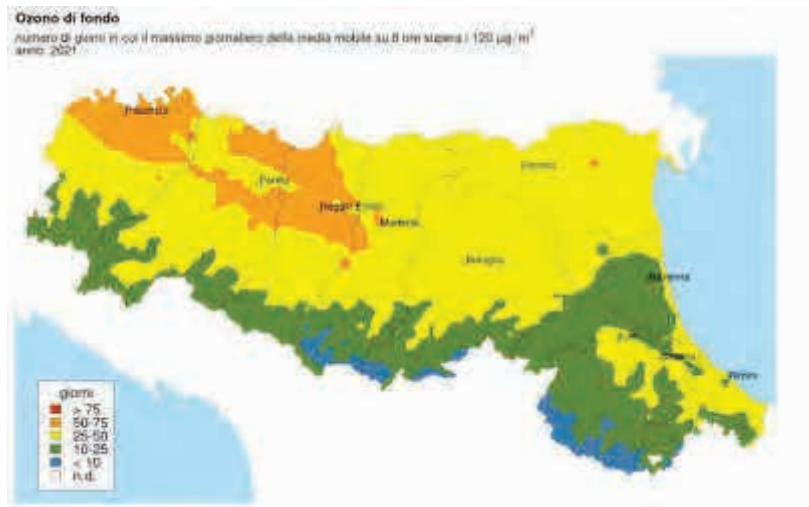 Ozono di fondo
numero di giorni in cui il massimo giornaliero della media mobile su 8 ore supera i 120 µg/m³
anno: 2021
Piacenza
Parma
Reggio Emilia
Modena
Ferrara
Bologna
Ravenna
Rimini
giorni
> 75
50-75
25-50
10-25
< 10
n.d.